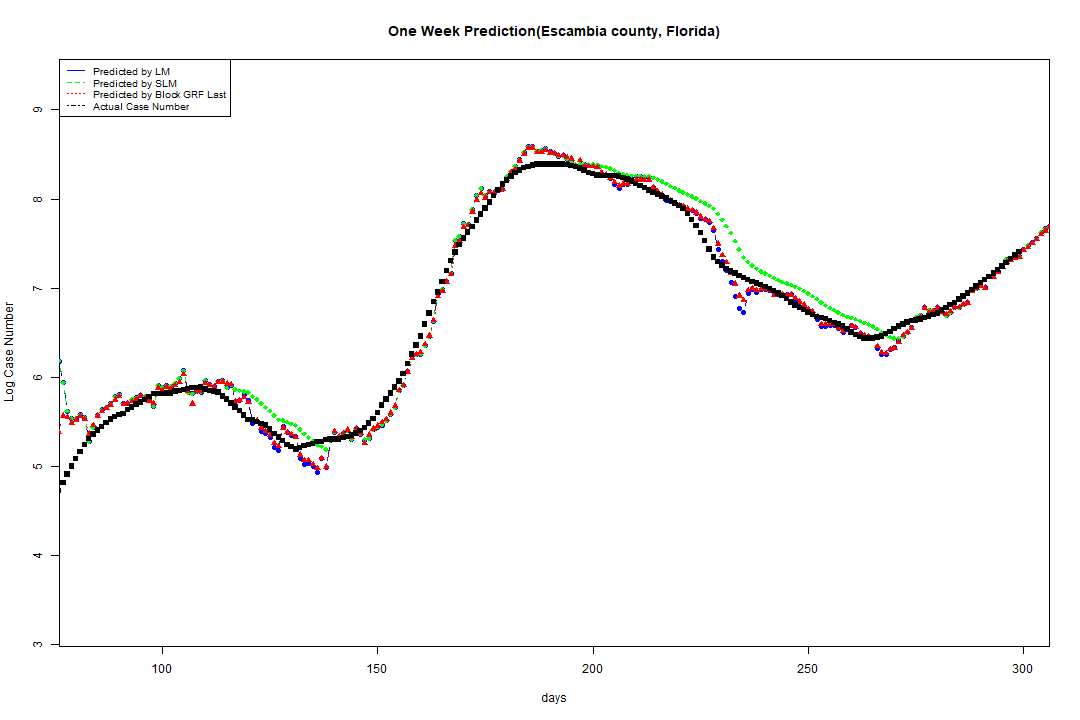 One Week Prediction(Escambia county, Florida)
Predicted by LM
Predicted by SLM
Predicted by Block GRF Last
Actual Case Number
Log Case Number
9
8
7
6
5
4
3
100 150 200 250 300
days